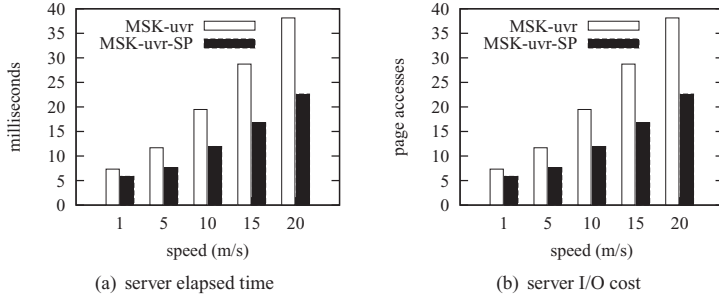 40
35
30
25
20
15
10
5
0
milliseconds
MSK-uvr
MSK-uvr-SP
1 5 10 15 20
speed (m/s)
(a) server elapsed time
40
35
30
25
20
15
10
5
0
page accesses
MSK-uvr
MSK-uvr-SP
1 5 10 15 20
speed (m/s)
(b) server I/O cost